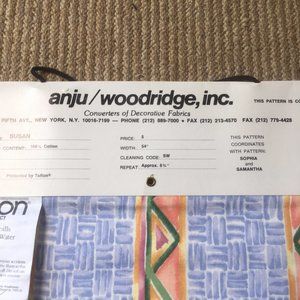 anju/woodridge, inc.
THIS PATTERN IS CO
Converters of Decorative Fabrics
FIFTH AVE., NEW YORK, N.Y. 10016-7199 — PHONE (212) 889-7000 • FAX (212) 213-4570 FAX (212) 779-4428
SUSAN
PRICE: $
THIS PATTERN
CONTENT: 100% Cotton
WIDTH: 54"
COORDINATES
WITH PATTERN:
CLEANING CODE: SW
SOPHIA
and
Protected by Teflon®
REPEAT: Approx. 6¾"
SAMANTHA
on
Water